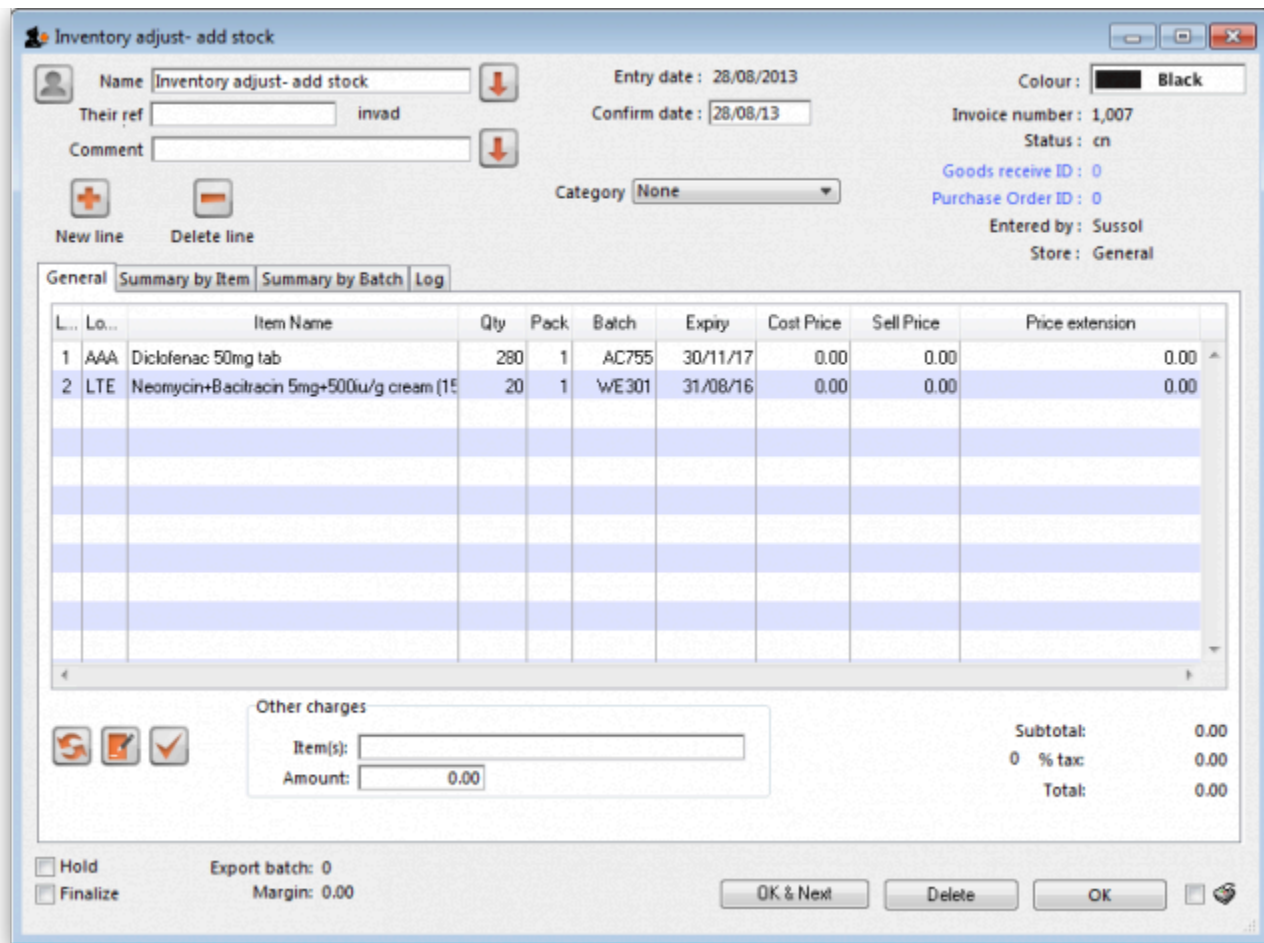 Inventory adjust- add stock
Name Inventory adjust- add stock Entry date : 28/08/2013 Colour : Black
Their ref invad Confirm date : 28/08/13 Invoice number : 1,007
Status : cn
Comment
Goods receive ID : 0
Category None Purchase Order ID : 0
Entered by : Sussol
New line Delete line
Store : General
General Summary by Item Summary by Batch Log
L... Lo... Item Name Qty Pack Batch Expiry Cost Price Sell Price Price extension
1 AAA Diclofenac 50mg tab 280 1 AC755 30/11/17 0.00 0.00 0.00
2 LTE Neomycin+Bacitracin 5mg+500iu/g cream (15 20 1 WE301 31/08/16 0.00 0.00 0.00
Other charges
Item(s):
Amount: 0.00
Subtotal: 0.00
0 % tax: 0.00
Total: 0.00
Hold Export batch: 0
Finalize Margin: 0.00
OK & Next Delete OK